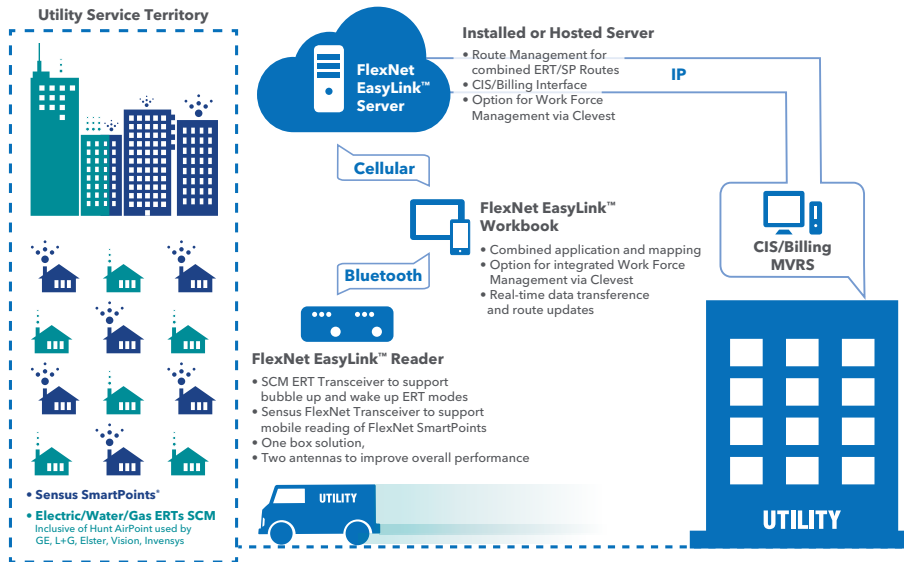 Utility Service Territory
FlexNet
EasyLink™
Server
Installed or Hosted Server
• Route Management for
combined ERT/SP Routes
• CIS/Billing Interface
• Option for Work Force
Management via Clevest
IP
Cellular
FlexNet EasyLink™
Workbook
• Combined application and mapping
• Option for integrated Work Force
Management via Clevest
• Real-time data transference
and route updates
CIS/Billing
MVRS
Bluetooth
FlexNet EasyLink™ Reader
• SCM ERT Transceiver to support
bubble up and wake up ERT modes
• Sensus FlexNet Transceiver to support
mobile reading of FlexNet SmartPoints
• One box solution,
• Two antennas to improve overall performance
• Sensus SmartPoints®
• Electric/Water/Gas ERTs SCM
Inclusive of Hunt AirPoint used by
GE, L+G, Elster, Vision, Invensys
UTILITY
UTILITY